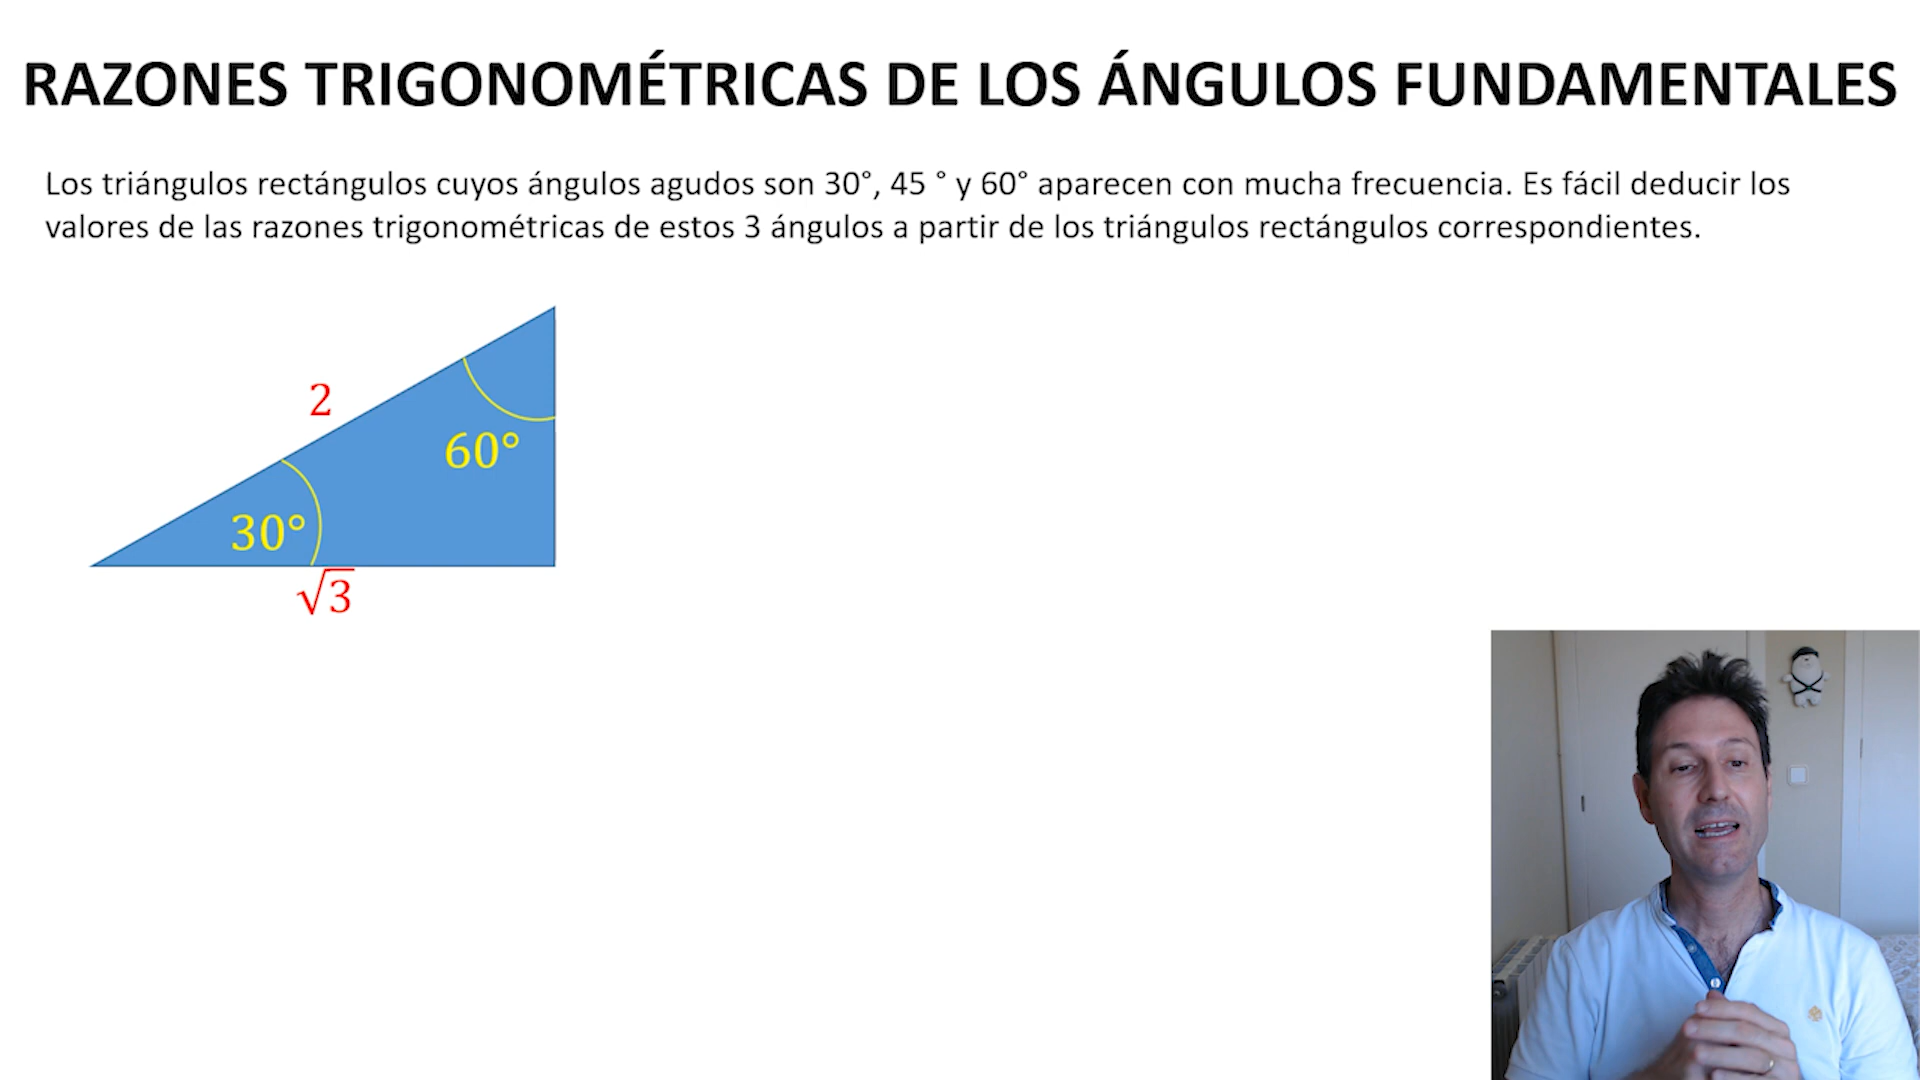 RAZONES TRIGONOMÉTRICAS DE LOS ÁNGULOS FUNDAMENTALES
Los triángulos rectángulos cuyos ángulos agudos son 30°, 45 ° y 60° aparecen con mucha frecuencia. Es fácil deducir los
valores de las razones trigonométricas de estos 3 ángulos a partir de los triángulos rectángulos correspondientes.
2
60°
30°
√3